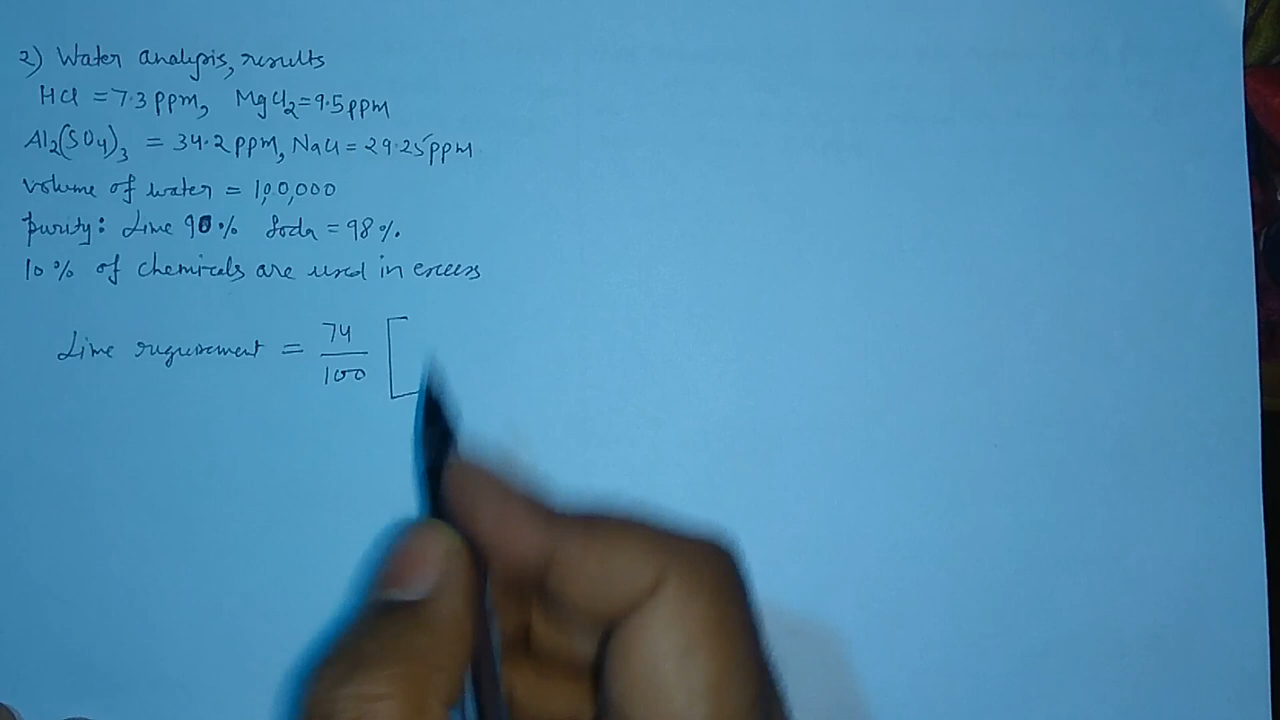 2) Water analysis, results
HCl = 7.3 ppm, MgCl2 = 9.5 ppm
Al2(SO4)3 = 34.2 ppm, NaCl = 29.25 ppm
volume of water = 1,0,0,000
purity: Lime 90% Soda = 98%.
10% of chemicals are used in excess
Lime requirement = 74/100 [